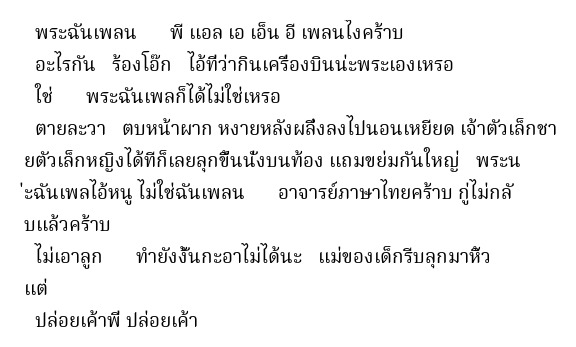 พระฉันเพลน พี แอล เอ เอ็น อี เพลนไงคร้าบ
อะไรกัน ร้องโอ๊ก ไอ้ที่ว่ากินเครื่องบินน่ะพระเองเหรอ
ใช่ พระฉันเพลก็ได้ไม่ใช่เหรอ
ตายละวา ตบหน้าผาก หงายหลังผลึ่งลงไปนอนเหยียด เจ้าตัวเล็กชา
ยตัวเล็กหญิงได้ทีก็เลยลุกขึ้นนั่งบนท้อง แถมขย่มกันใหญ่ พระน
่ะฉันเพลไอ้หนู ไม่ใช่ฉันเพลน อาจารย์ภาษาไทยคร้าบ กู่ไม่กลั
บแล้วคร้าบ
ไม่เอาลูก ทำยังงั้นกะอาไม่ได้นะ แม่ของเด็กรีบลุกมาหิ้ว
แต่
ปล่อยเค้าพี่ ปล่อยเค้า